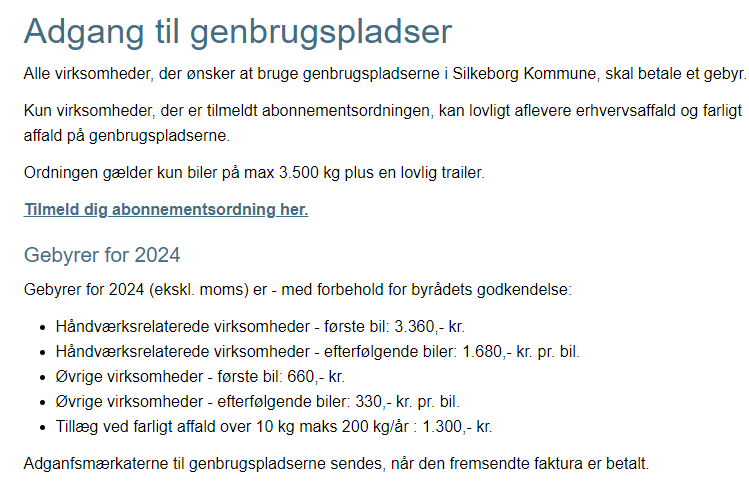 Adgang til genbrugspladser
Alle virksomheder, der ønsker at bruge genbrugspladserne i Silkeborg Kommune, skal betale et gebyr.
Kun virksomheder, der er tilmeldt abonnementsordningen, kan lovligt aflevere erhvervsaffald og farligt
affald på genbrugspladserne.
Ordningen gælder kun biler på max 3.500 kg plus en lovlig trailer.
Tilmeld dig abonnementsordning her.
Gebyrer for 2024
Gebyrer for 2024 (ekskl. moms) er - med forbehold for byrådets godkendelse:
• Håndværksrelaterede virksomheder - første bil: 3.360,- kr.
• Håndværksrelaterede virksomheder - efterfølgende biler: 1.680,- kr. pr. bil.
• Øvrige virksomheder - første bil: 660,- kr.
• Øvrige virksomheder - efterfølgende biler: 330,- kr. pr. bil.
• Tillæg ved farligt affald over 10 kg maks 200 kg/år : 1.300,- kr.
Adganfsmærkaterne til genbrugspladserne sendes, når den fremsendte faktura er betalt.